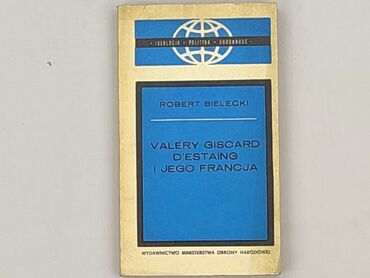 • IDEOLOGIA • POLITYKA • OBRONNOŚĆ •
ROBERT BIELECKI
VALERY GISCARD
D'ESTAING
I JEGO FRANCJA
WYDAWNICTWO MINISTERSTWA OBRONY NARODOWEJ